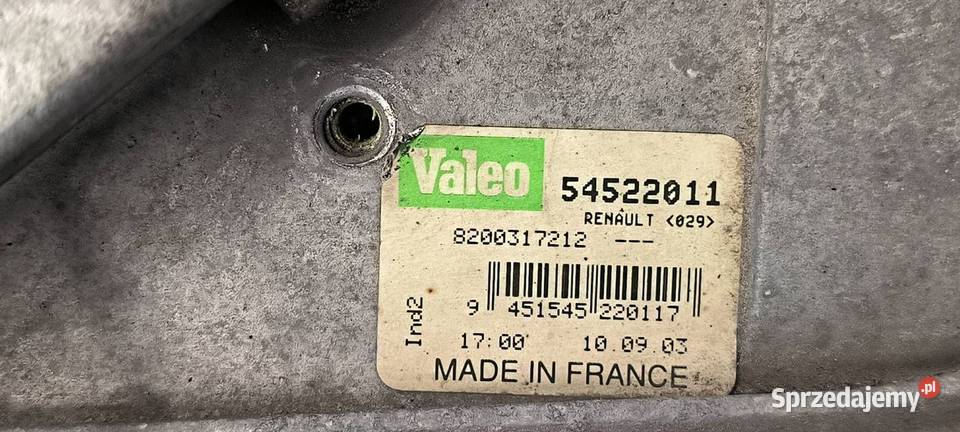 Valeo
54522011
RENAULT <029>
8200317212 ---
9 451545 220117
Ind2
17:00 10.09.03
MADE IN FRANCE
Sprzedajemy.pl